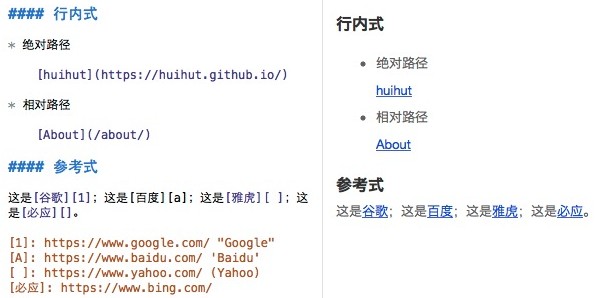 #### 行内式
* 绝对路径
[huihut](https://huihut.github.io/)
* 相对路径
[About](/about/)
#### 参考式
这是[谷歌][1]；这是[百度][a]；这是[雅虎][ ]；这
是[必应][]。
[1]: https://www.google.com/ "Google"
[A]: https://www.baidu.com/ 'Baidu'
[ ]: https://www.yahoo.com/ (Yahoo)
[必应]: https://www.bing.com/
行内式
• 绝对路径
huihut
• 相对路径
About
参考式
这是谷歌；这是百度；这是雅虎；这是必应。